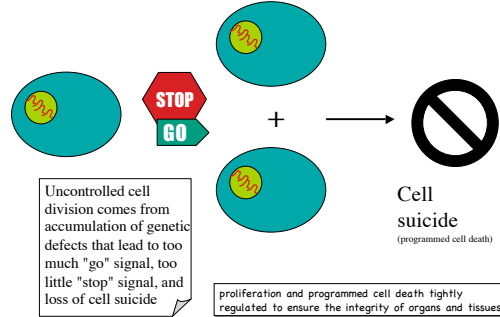 STOP
GO
+
Cell
suicide
(programmed cell death)
Uncontrolled cell
division comes from
accumulation of genetic
defects that lead to too
much "go" signal, too
little "stop" signal, and
loss of cell suicide
proliferation and programmed cell death tightly
regulated to ensure the integrity of organs and tissues